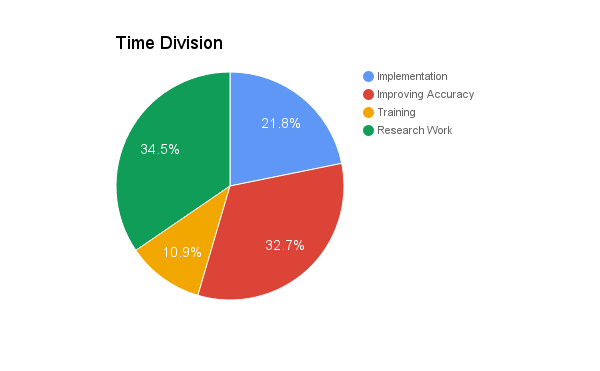 Time Division
Implementation
Improving Accuracy
Training
Research Work
21.8%
34.5%
32.7%
10.9%